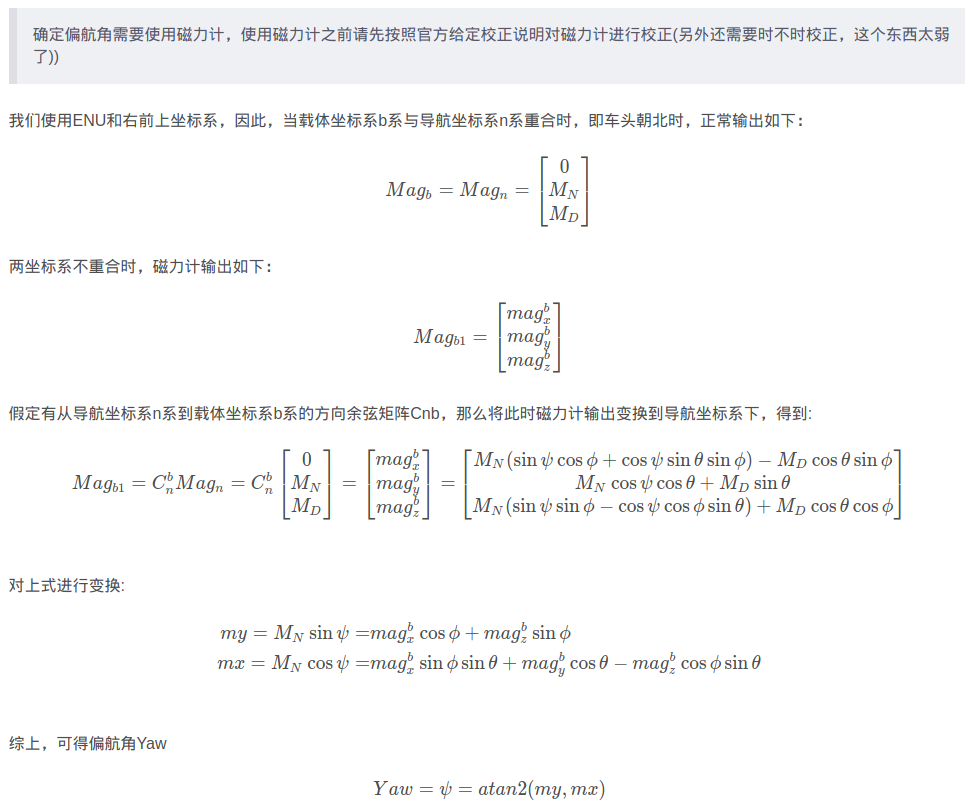 确定偏航角需要使用磁力计，使用磁力计之前请先按照官方给定校正说明对磁力计进行校正(另外还需要时不时校正，这个东西太弱
了))
我们使用ENU和右前上坐标系，因此，当载体坐标系b系与导航坐标系n系重合时，即车头朝北时，正常输出如下：
$Mag_b = Mag_n = \begin{bmatrix} 0 \\ M_N \\ M_D \end{bmatrix}$
两坐标系不重合时，磁力计输出如下：
$Mag_{b1} = \begin{bmatrix} mag_x^b \\ mag_y^b \\ mag_z^b \end{bmatrix}$
假定有从导航坐标系n系到载体坐标系b系的方向余弦矩阵Cnb，那么将此时磁力计输出变换到导航坐标系下，得到:
$Mag_{b1} = C_n^b Mag_n = C_n^b \begin{bmatrix} 0 \\ M_N \\ M_D \end{bmatrix} = \begin{bmatrix} mag_x^b \\ mag_y^b \\ mag_z^b \end{bmatrix} = \begin{bmatrix} M_N(\sin\psi\cos\phi + \cos\psi\sin\theta\sin\phi) - M_D\cos\theta\sin\phi \\ M_N\cos\psi\cos\theta + M_D\sin\theta \\ M_N(\sin\psi\sin\phi - \cos\psi\cos\phi\sin\theta) + M_D\cos\theta\cos\phi \end{bmatrix}$
对上式进行变换:
$my = M_N\sin\psi = mag_x^b\cos\phi + mag_z^b\sin\phi$
$mx = M_N\cos\psi = mag_x^b\sin\phi\sin\theta + mag_y^b\cos\theta - mag_z^b\cos\phi\sin\theta$
综上，可得偏航角Yaw
$Yaw = \psi = atan2(my, mx)$